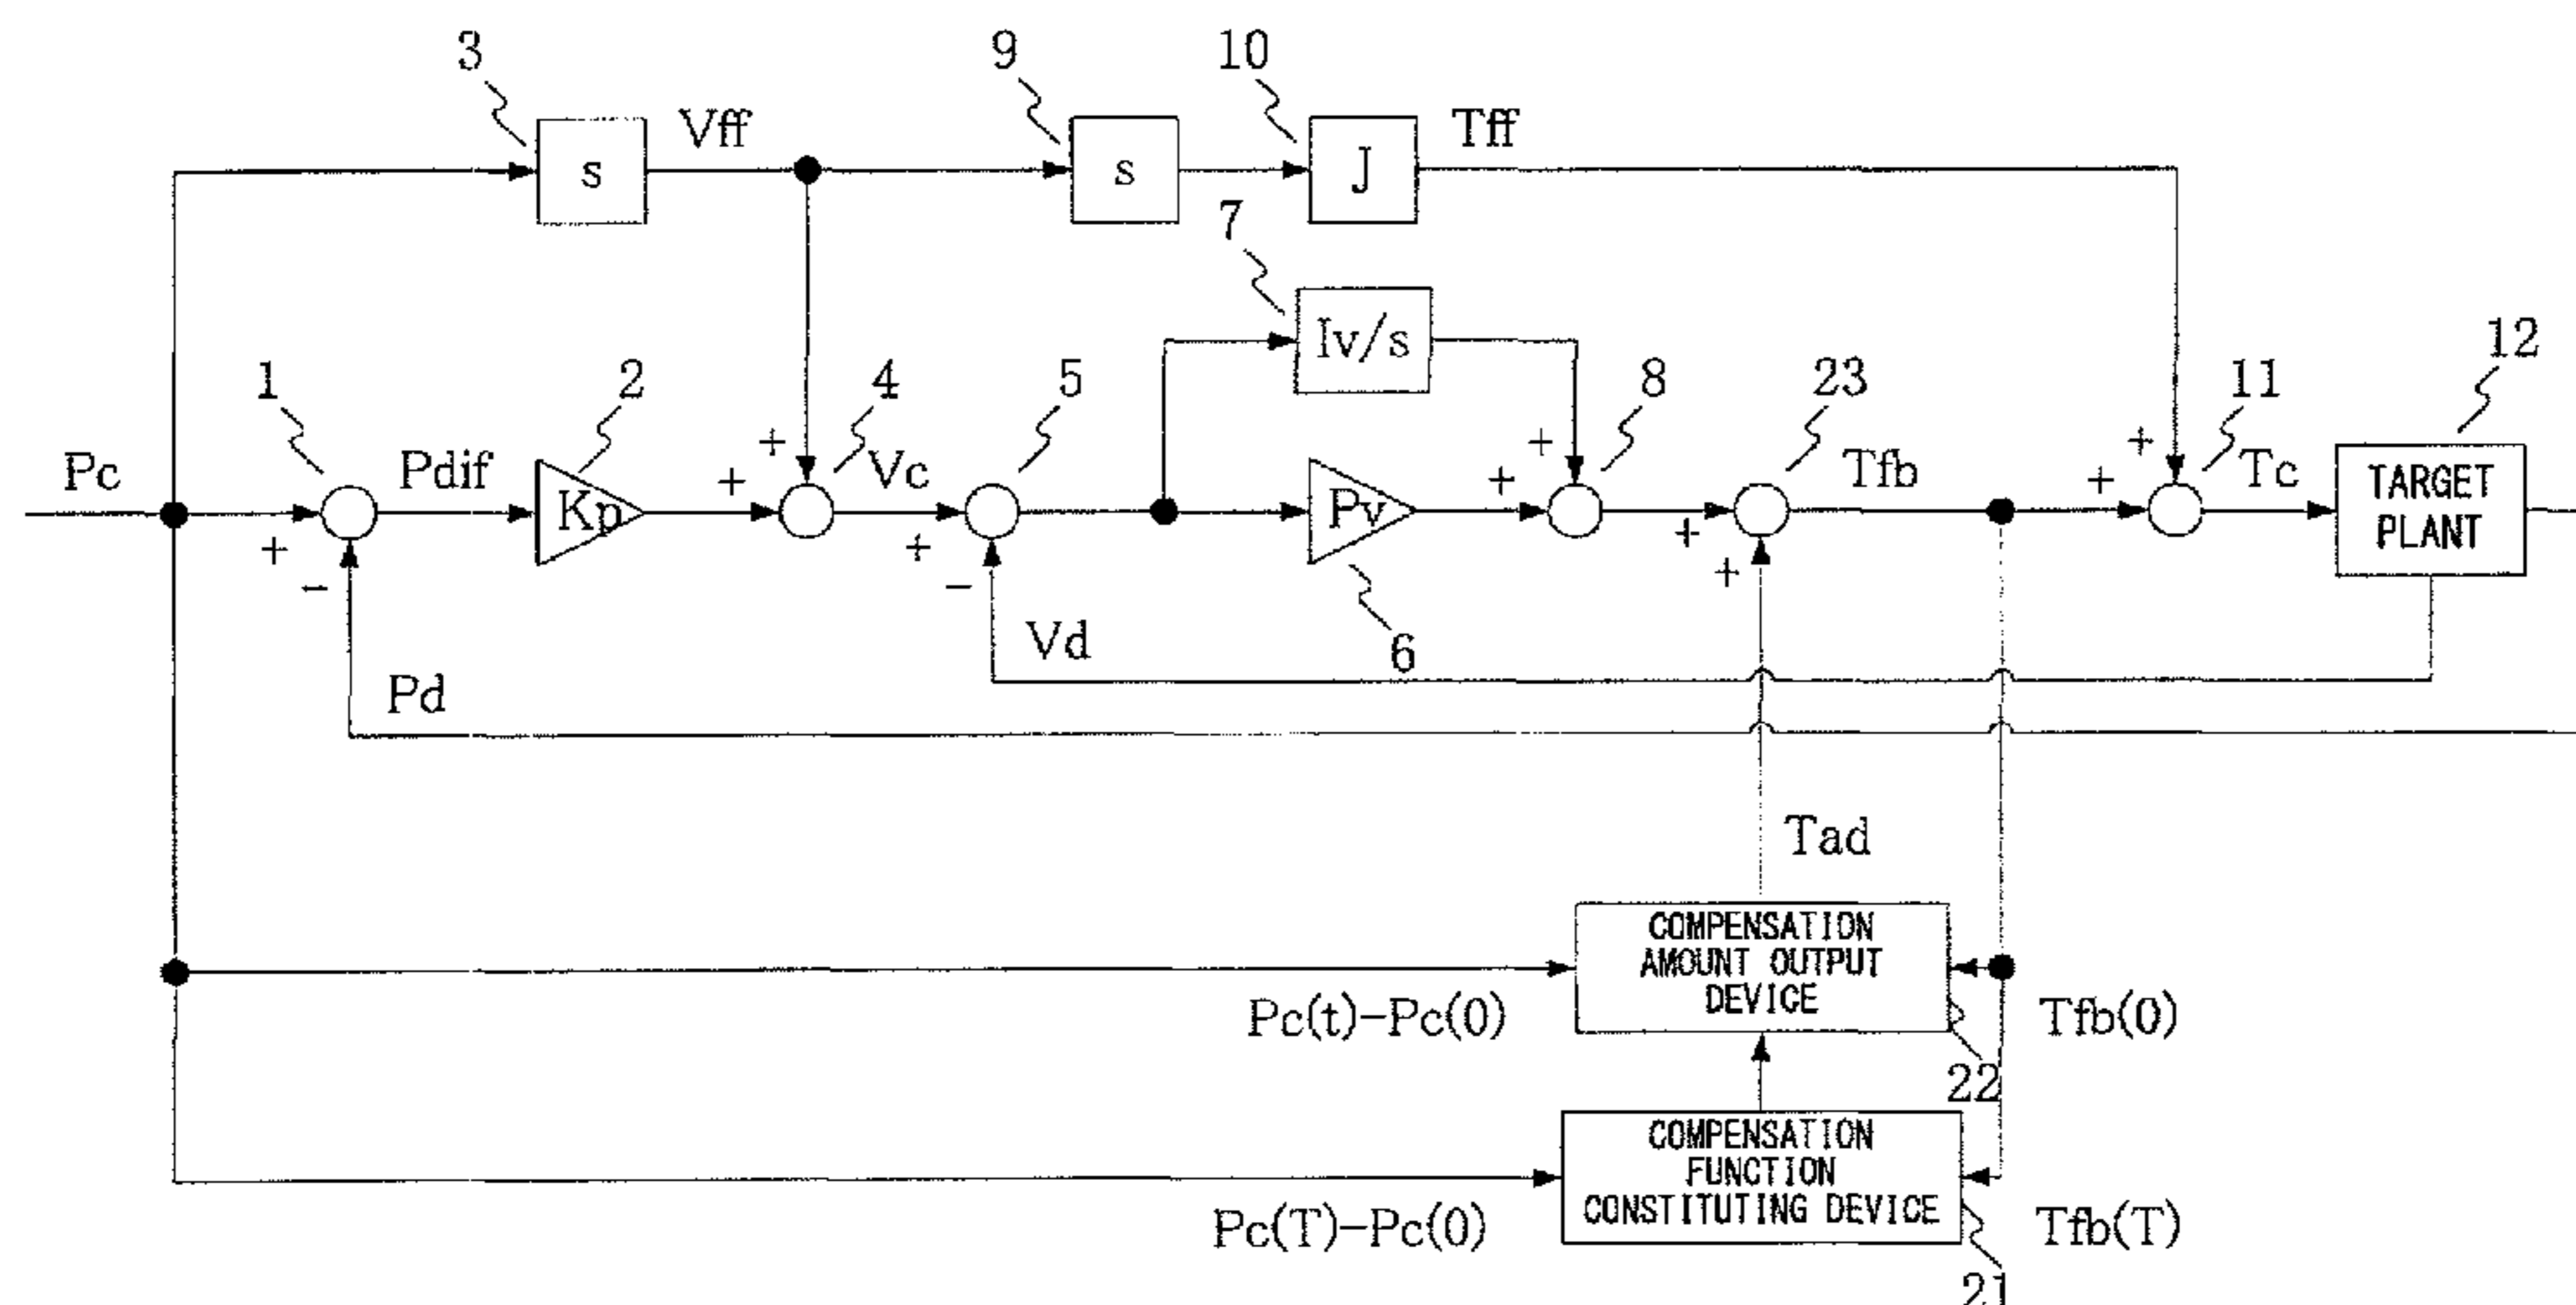 3
9
10
s
Vff
s
J
Tff
7
Iv/s
1
2
4
5
8
23
11
12
Pc
+
-
Pdif
Kp
+
+
Vc
+
-
Pv
6
+
+
+
+
Tfb
+
+
Tc
TARGET
PLANT
Vd
Pd
Tad
COMPENSATION
AMOUNT OUTPUT
DEVICE
Pc(t)-Pc(0)
Tfb(0)
22
COMPENSATION
FUNCTION
CONSTITUTING DEVICE
Pc(T)-Pc(0)
Tfb(T)
21